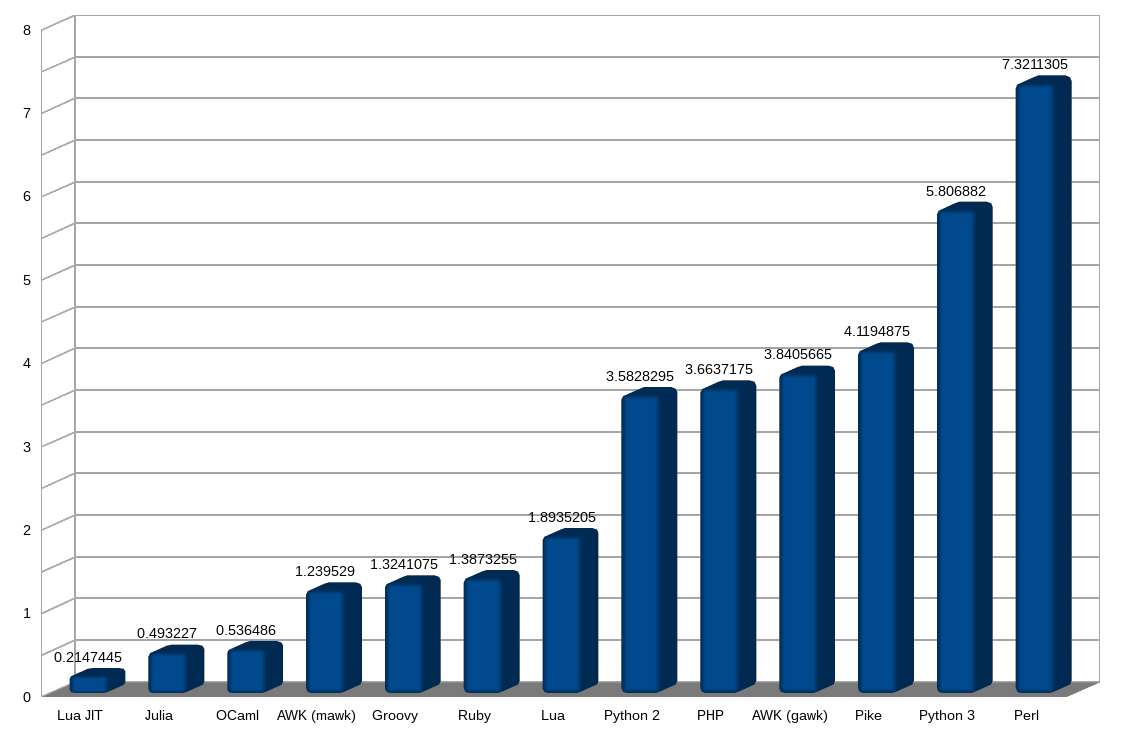 8
7
6
5
4
3
2
1
0
0.2147445
0.493227
0.536486
1.239529
1.3241075
1.3873255
1.8935205
3.5828295
3.6637175
3.8405665
4.1194875
5.806882
7.3211305
Lua JIT
Julia
OCaml
AWK (mawk)
Groovy
Ruby
Lua
Python 2
PHP
AWK (gawk)
Pike
Python 3
Perl